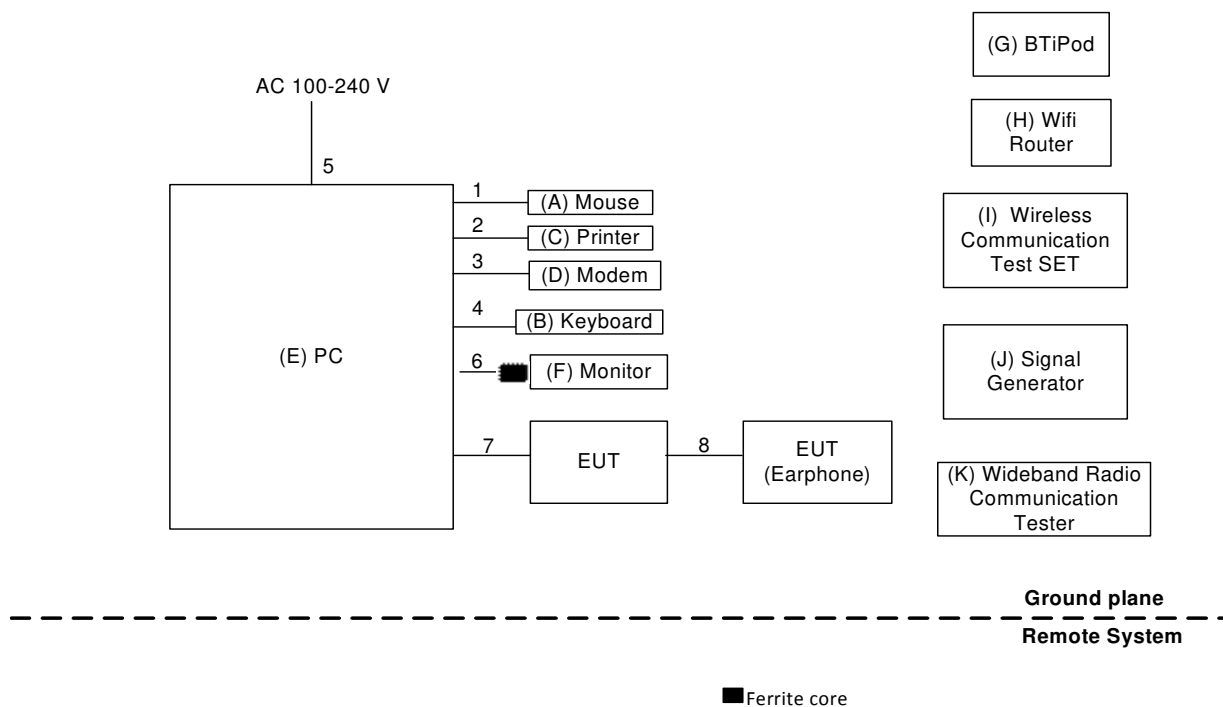 (G) BTiPod
AC 100-240 V
(H) Wifi
Router
5
1
(A) Mouse
2
(C) Printer
3
(D) Modem
4
(B) Keyboard
(I) Wireless
Communication
Test SET
(E) PC
6
(F) Monitor
(J) Signal
Generator
7
EUT
8
EUT
(Earphone)
(K) Wideband Radio
Communication
Tester
Ground plane
Remote System
Ferrite core